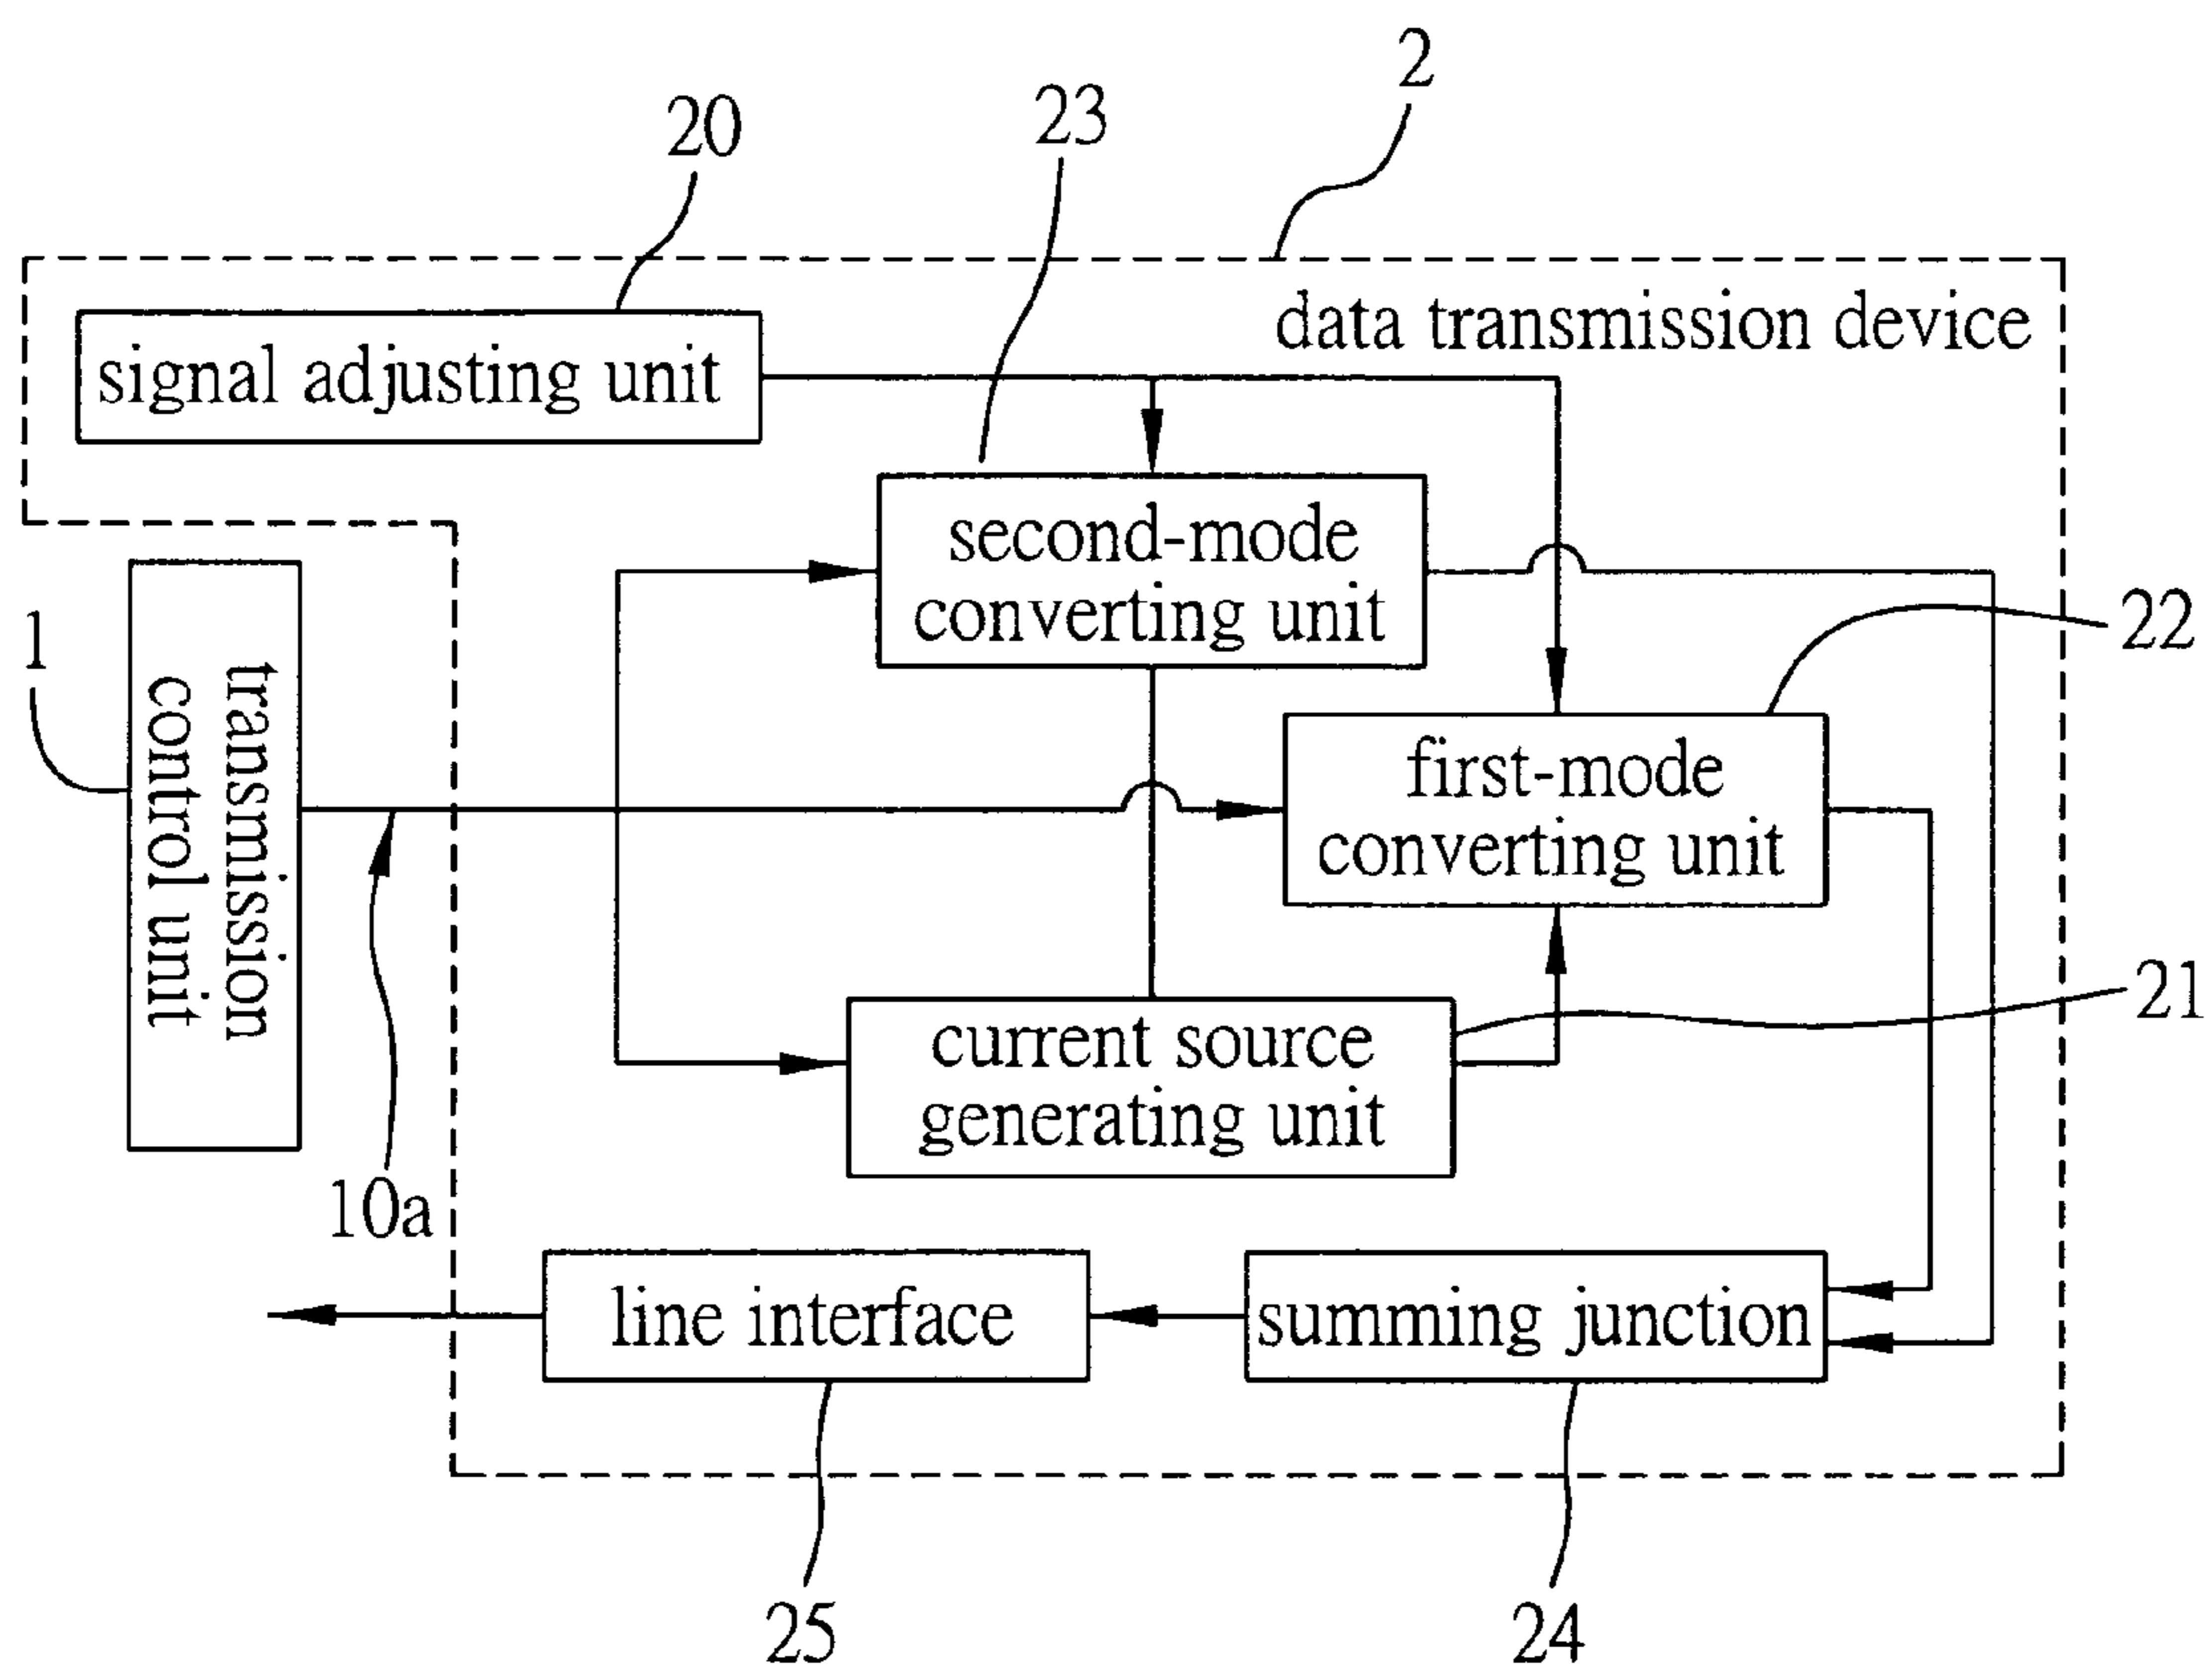 2
20
23
data transmission device
signal adjusting unit
second-mode
converting unit
22
1
transmission
control unit
first-mode
converting unit
21
current source
generating unit
10a
line interface
summing junction
25
24